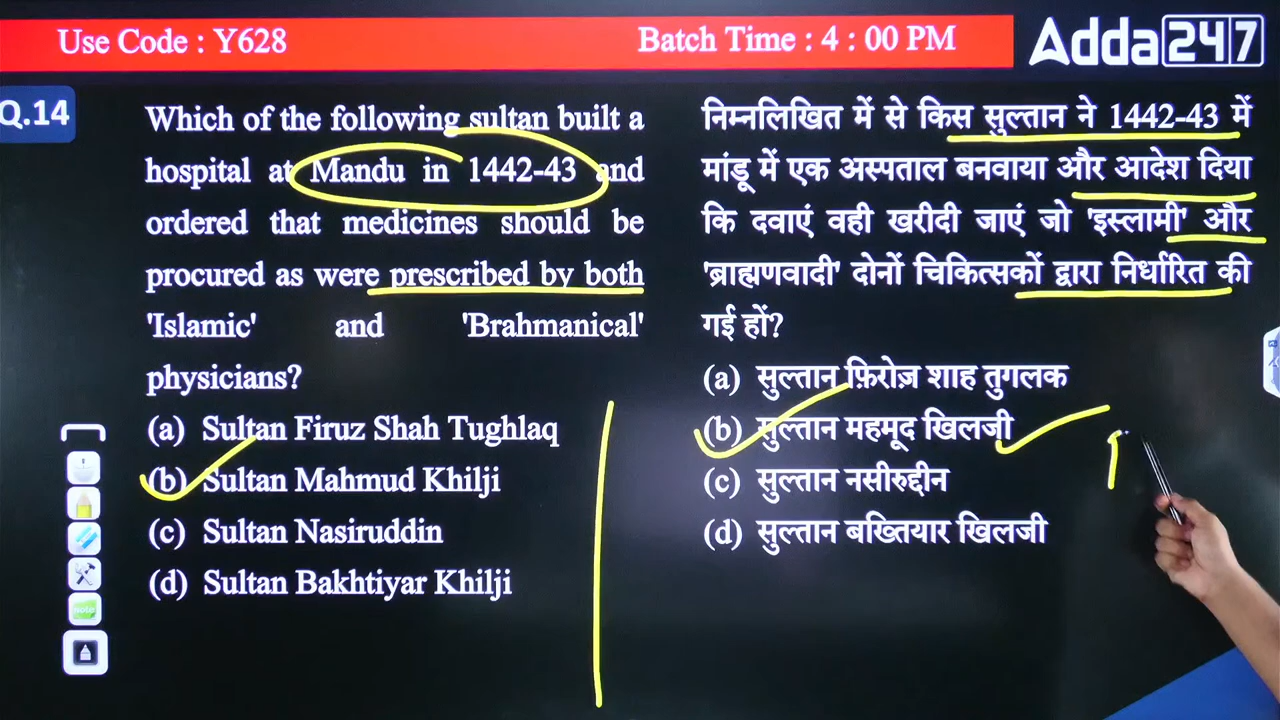 Use Code : Y628
Batch Time : 4 : 00 PM
Adda247
Q.14
Which of the following sultan built a
hospital at Mandu in 1442-43 and
ordered that medicines should be
procured as were prescribed by both
'Islamic' and 'Brahmanical'
physicians?
(a) Sultan Firuz Shah Tughlaq
(b) Sultan Mahmud Khilji
(c) Sultan Nasiruddin
(d) Sultan Bakhtiyar Khilji
निम्नलिखित में से किस सुल्तान ने 1442-43 में
मांडू में एक अस्पताल बनवाया और आदेश दिया
कि दवाएं वही खरीदी जाएं जो 'इस्लामी' और
'ब्राह्मणवादी' दोनों चिकित्सकों द्वारा निर्धारित की
गई हों?
(a) सुल्तान फ़िरोज़ शाह तुगलक
(b) सुल्तान महमूद खिलजी
(c) सुल्तान नसीरुद्दीन
(d) सुल्तान बख्तियार खिलजी